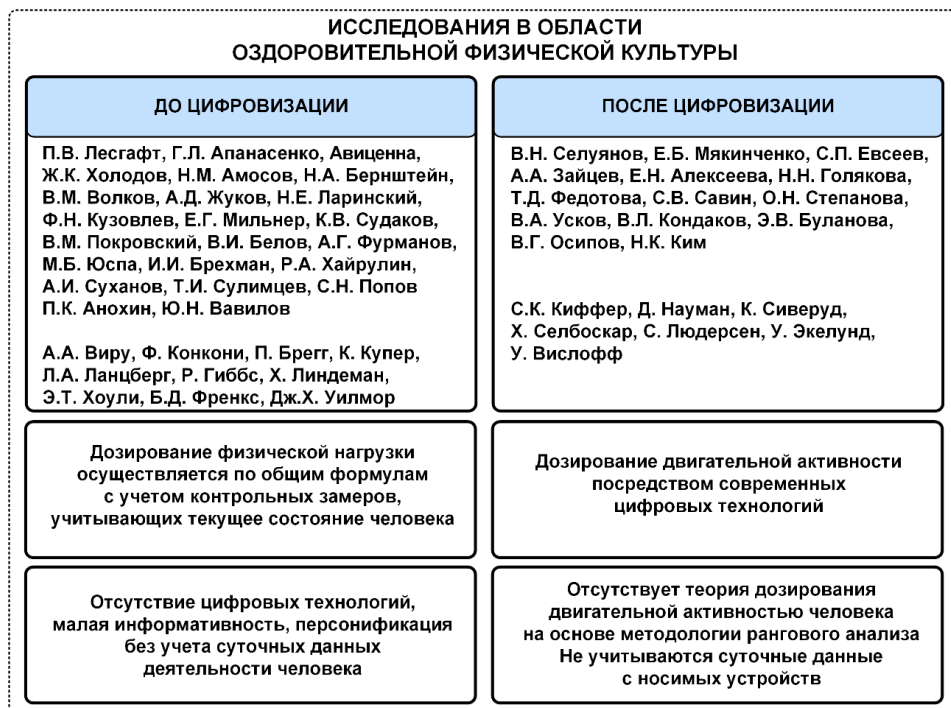 ИССЛЕДОВАНИЯ В ОБЛАСТИ
ОЗДОРОВИТЕЛЬНОЙ ФИЗИЧЕСКОЙ КУЛЬТУРЫ
ДО ЦИФРОВИЗАЦИИ
П.В. Лесгафт, Г.Л. Апанасенко, Авиценна,
Ж.К. Холодов, Н.М. Амосов, Н.А. Бернштейн,
В.М. Волков, А.Д. Жуков, Н.Е. Ларинский,
Ф.Н. Кузовлев, Е.Г. Мильнер, К.В. Судаков,
В.М. Покровский, В.И. Белов, А.Г. Фурманов,
М.Б. Юспа, И.И. Брехман, Р.А. Хайрулин,
А.И. Суханов, Т.И. Сулимцев, С.Н. Попов
П.К. Анохин, Ю.Н. Вавилов
А.А. Виру, Ф. Конкони, П. Брегг, К. Купер,
Л.А. Ланцберг, Р. Гиббс, Х. Линдеман,
Э.Т. Хоули, Б.Д. Френкс, Дж.Х. Уилмор
Дозирование физической нагрузки
осуществляется по общим формулам
с учетом контрольных замеров,
учитывающих текущее состояние человека
Отсутствие цифровых технологий,
малая информативность, персонификация
без учета суточных данных
деятельности человека
ПОСЛЕ ЦИФРОВИЗАЦИИ
В.Н. Селуянов, Е.Б. Мякинченко, С.П. Евсеев,
А.А. Зайцев, Е.Н. Алексеева, Н.Н. Голякова,
Т.Д. Федотова, С.В. Савин, О.Н. Степанова,
В.А. Усков, В.Л. Кондаков, Э.В. Буланова,
В.Г. Осипов, Н.К. Ким
С.К. Киффер, Д. Науман, К. Сиверуд,
Х. Селбоскар, С. Людерсен, У. Экелунд,
У. Вислофф
Дозирование двигательной активности
посредством современных
цифровых технологий
Отсутствует теория дозирования
двигательной активностью человека
на основе методологии рангового анализа
Не учитываются суточные данные
с носимых устройств